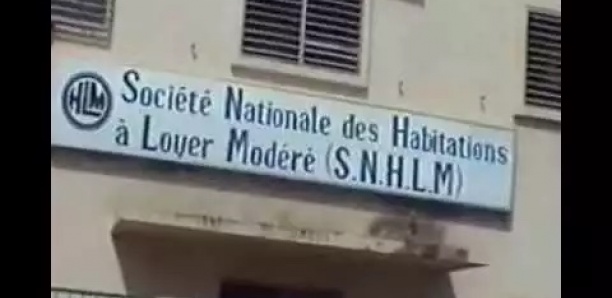 HLM
Société Nationale des Habitations
à Loyer Modéré (S.N.H.L.M)